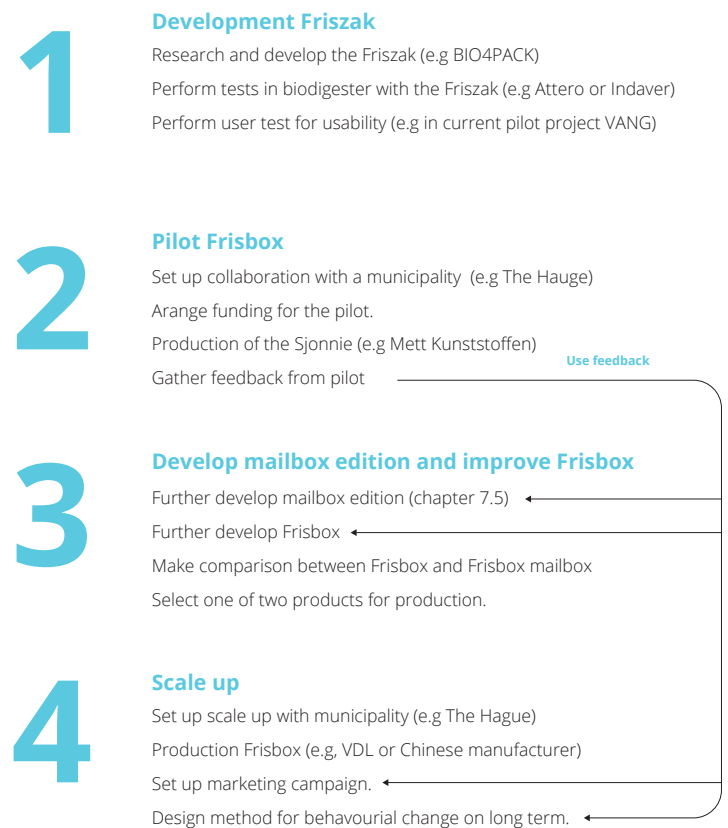 1
Development Friszak
Research and develop the Friszak (e.g BIO4PACK)
Perform tests in biodigester with the Friszak (e.g Attero or Indaver)
Perform user test for usability (e.g in current pilot project VANG)
2
Pilot Frisbox
Set up collaboration with a municipality (e.g The Hauge)
Arange funding for the pilot.
Production of the Sjonnie (e.g Mett Kunststoffen)
Use feedback
Gather feedback from pilot
3
Develop mailbox edition and improve Frisbox
Further develop mailbox edition (chapter 7.5)
Further develop Frisbox
Make comparison between Frisbox and Frisbox mailbox
Select one of two products for production.
4
Scale up
Set up scale up with municipality (e.g The Hague)
Production Frisbox (e.g, VDL or Chinese manufacturer)
Set up marketing campaign.
Design method for behavourial change on long term.